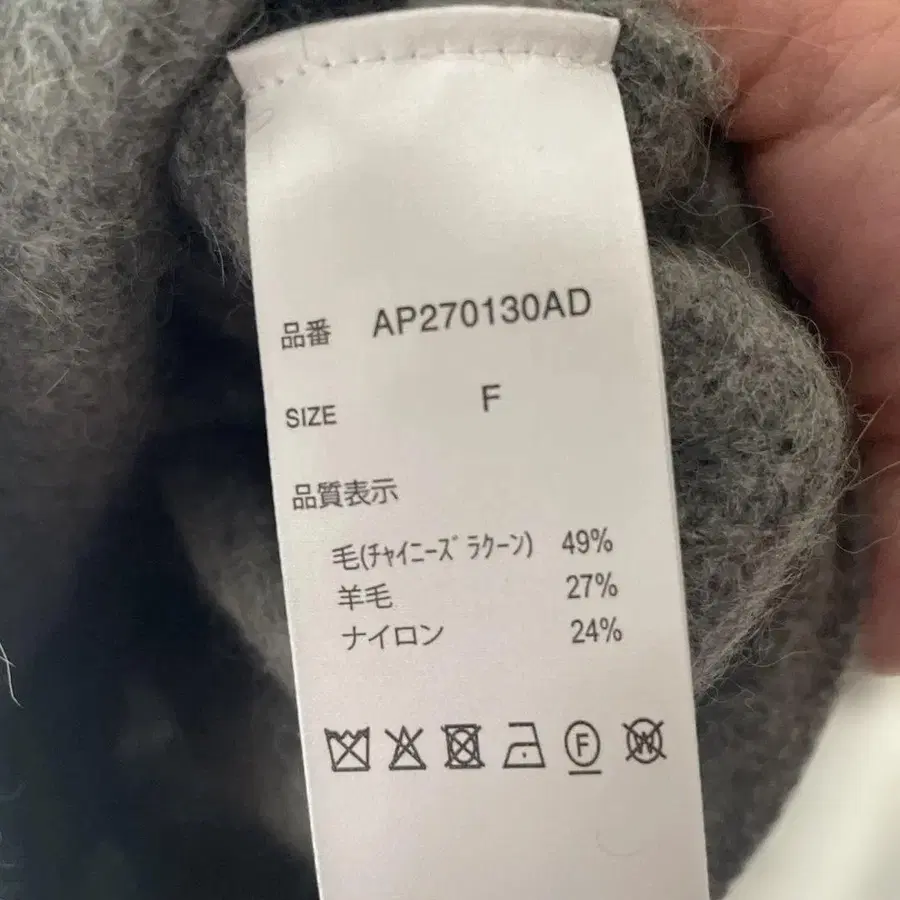 品番 AP270130AD
SIZE F
品質表示
毛(ﾁｬｲﾆｰｽﾞﾗｸｰﾝ) 49%
羊毛 27%
ナイロン 24%
F W